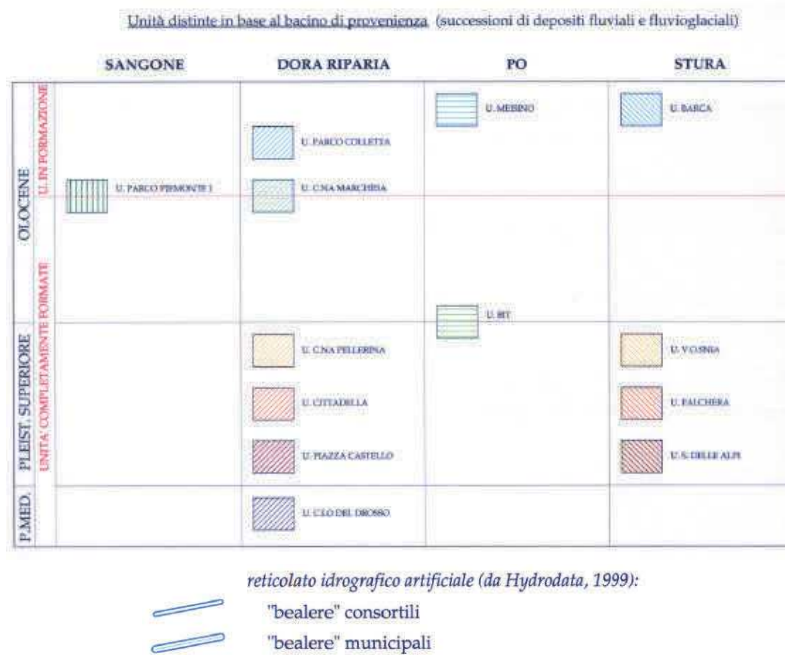 Unità distinte in base al bacino di provenienza (successioni di depositi fluviali e fluvioglaciali)
SANGONE DORA RIPARIA PO STURA
OLOCENE
U. IN FORMAZIONE
U. MEISINO
U. BARCA
U. PARCO COLLETTA
U. PARCO PIEMONTE I
U. C.NA MARCHESA
UNITA' COMPLETAMENTE FORMATE
U. BIT
PLEIST. SUPERIORE
U. C.NA PELLERINA
U. V.OSNIA
U. CITTADELLA
U. FALCHERA
U. PIAZZA CASTELLO
U. S. DELLE ALPI
P.MED.
U. C.LO DEL DROSSO
reticolato idrografico artificiale (da Hydrodata, 1999):
"bealere" consortili
"bealere" municipali